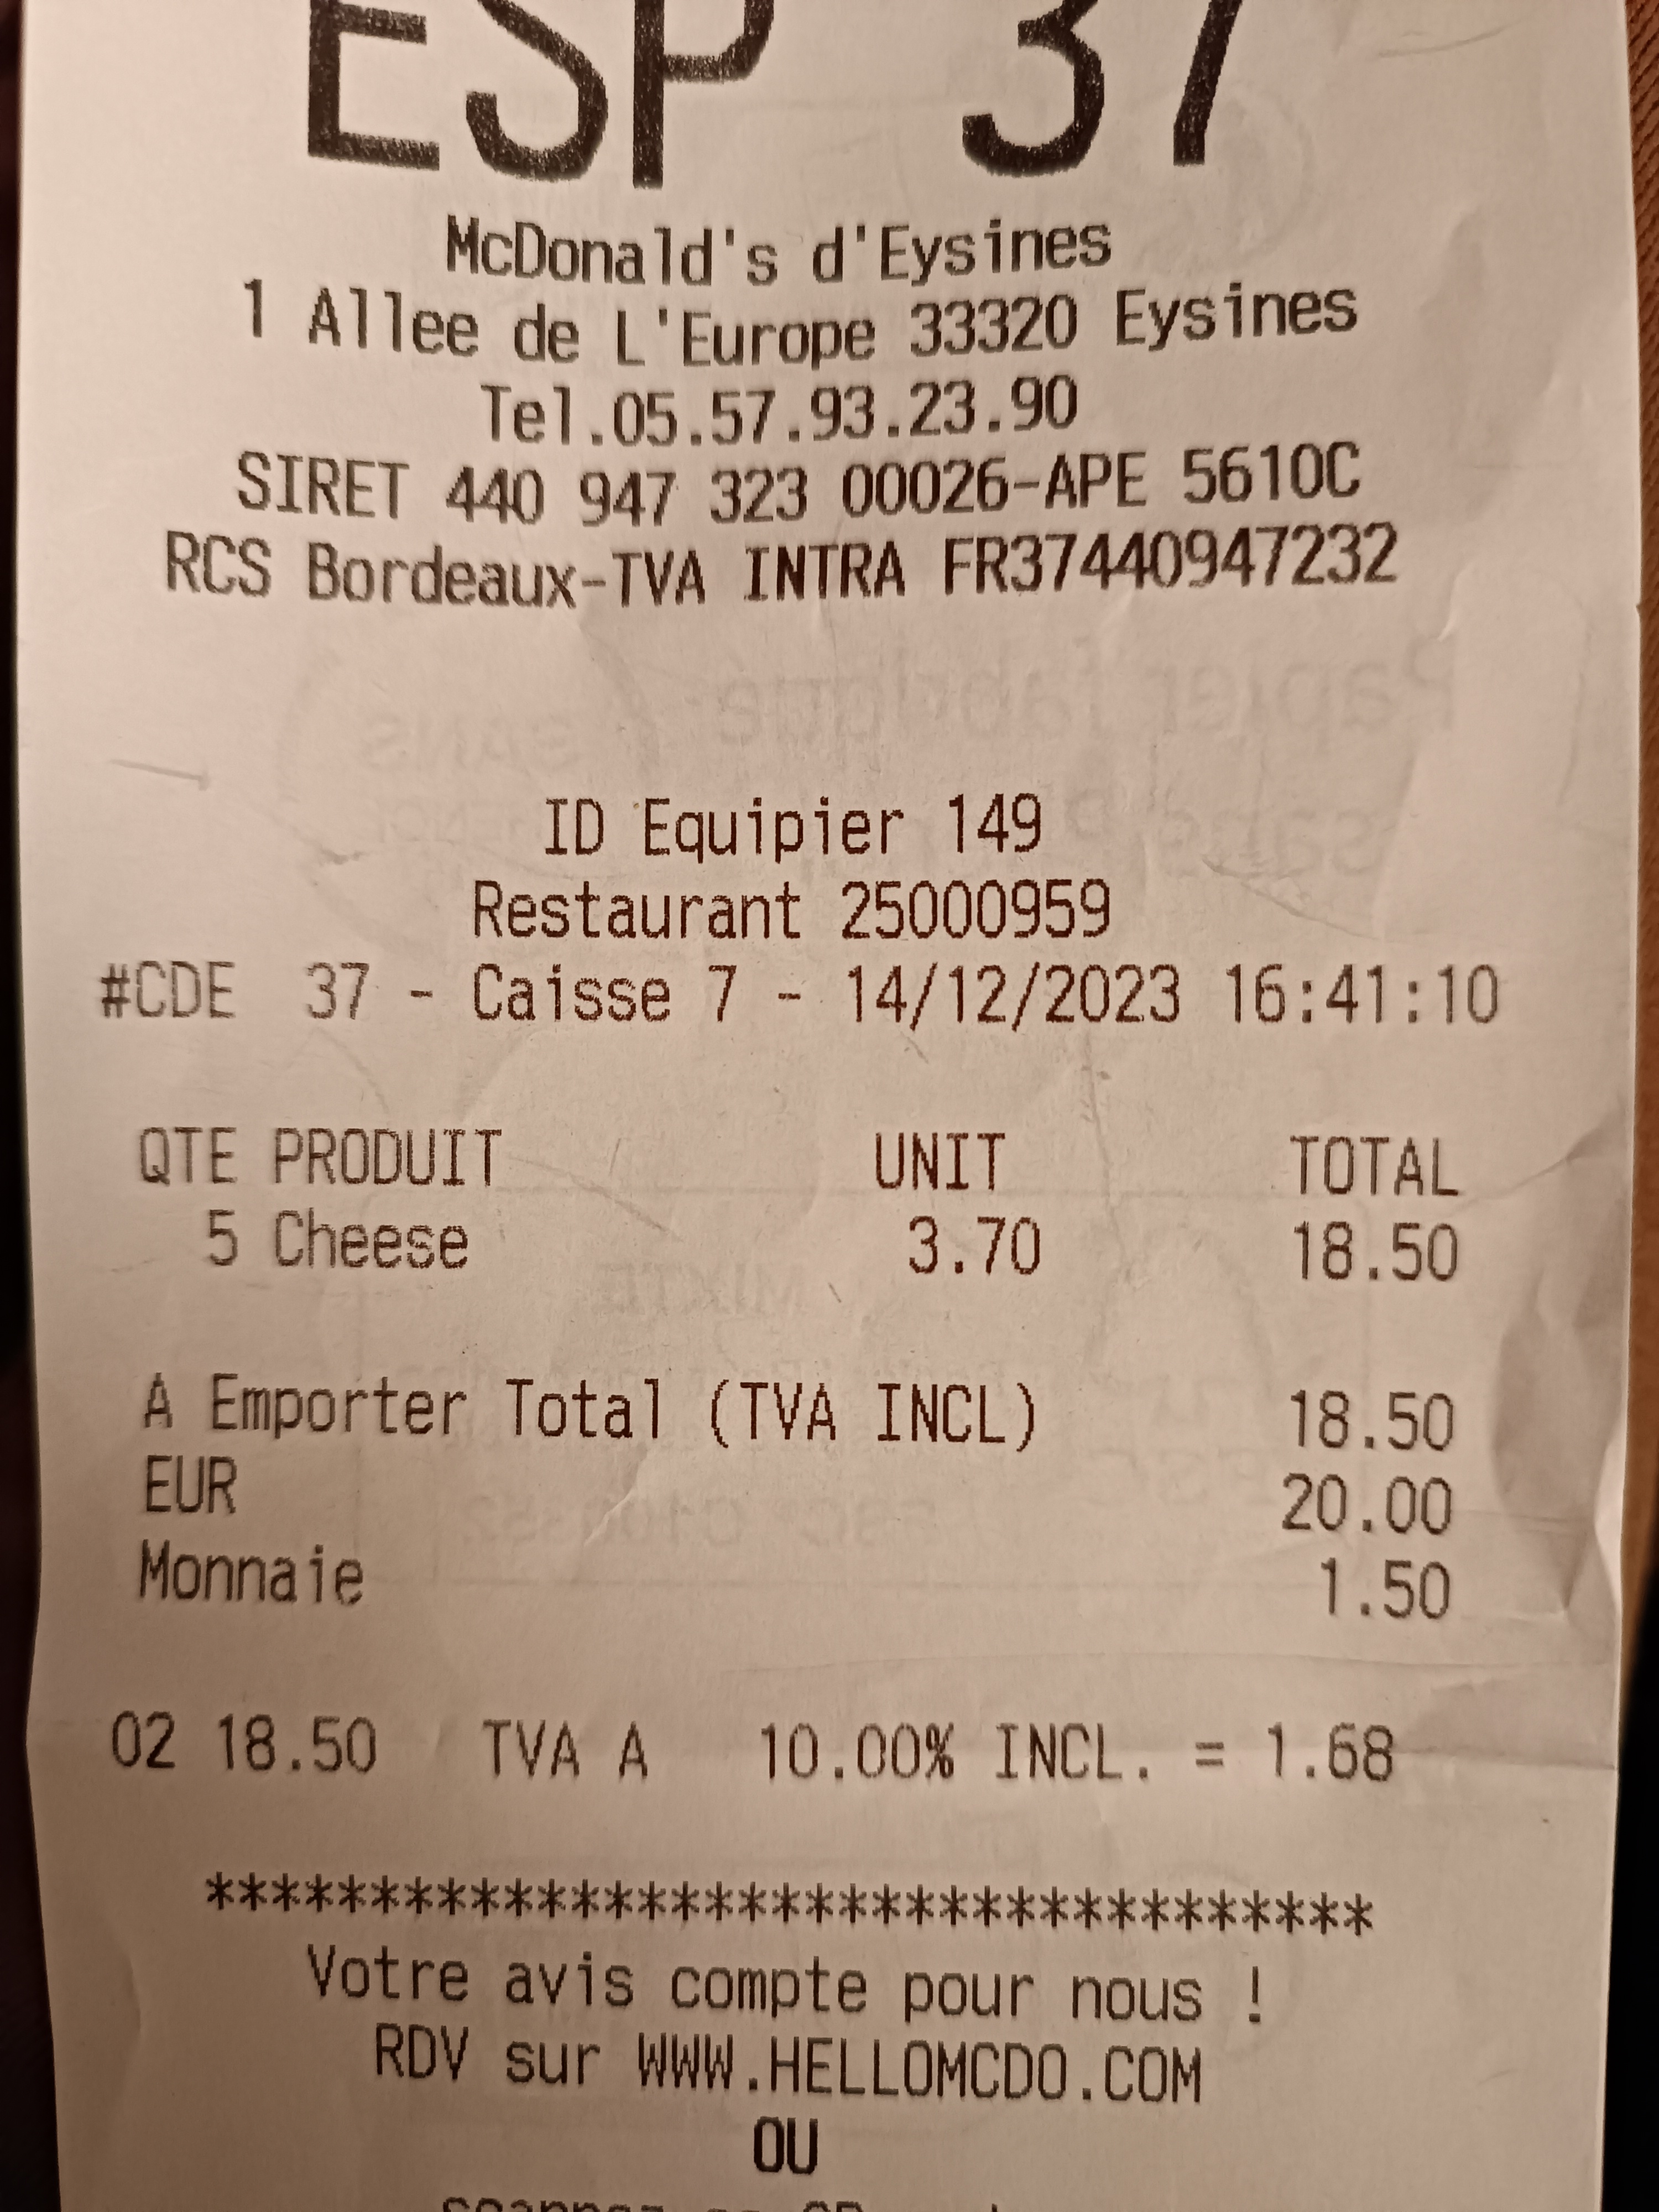 ESP 37
McDonald's d'Eysines
1 Allee de L'Europe 33320 Eysines
Tel.05.57.93.23.90
SIRET 440 947 323 00026-APE 5610C
RCS Bordeaux-TVA INTRA FR37440947232
ID Equipier 149
Restaurant 25000959
#CDE 37 - Caisse 7 - 14/12/2023 16:41:10
QTE PRODUIT UNIT TOTAL
5 Cheese 3.70 18.50
A Emporter Total (TVA INCL) 18.50
EUR 20.00
Monnaie 1.50
02 18.50 TVA A 10.00% INCL. = 1.68
***********************************
Votre avis compte pour nous !
RDV sur WWW.HELLOMCDO.COM
OU